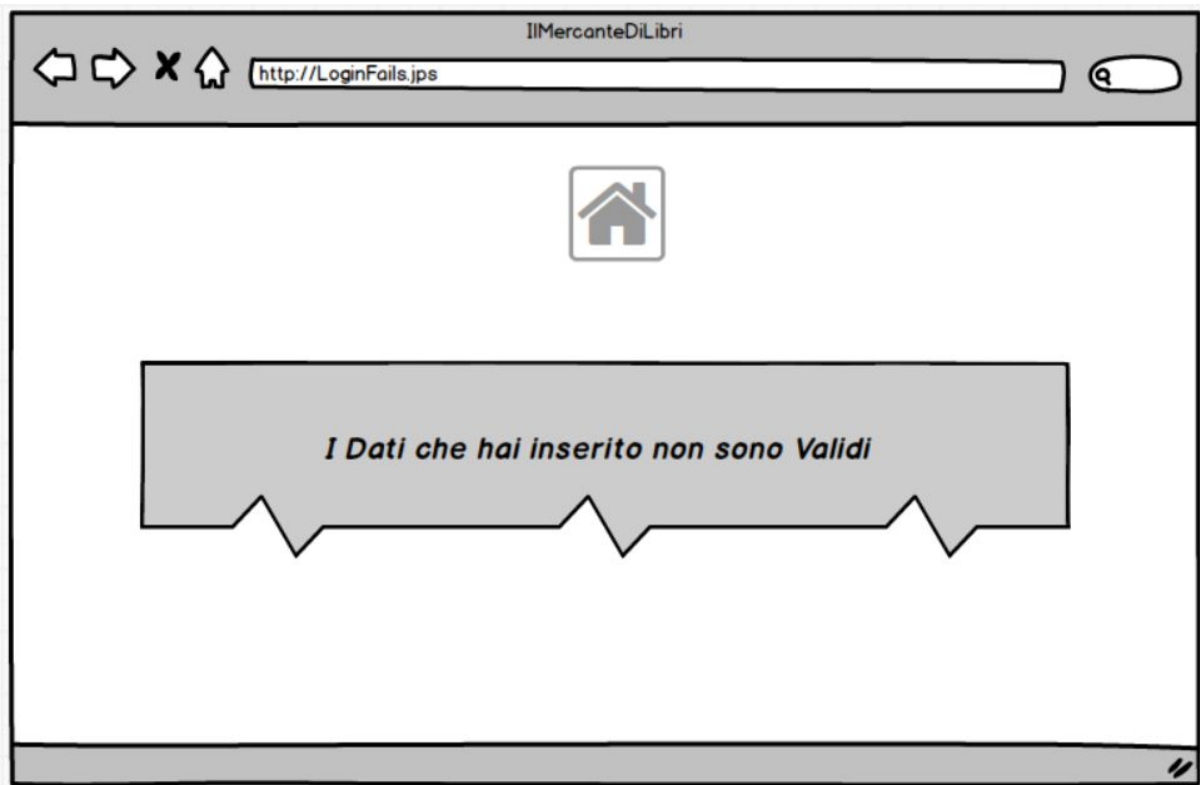 IlMercanteDiLibri
http://LoginFails.jps
I Dati che hai inserito non sono Validi